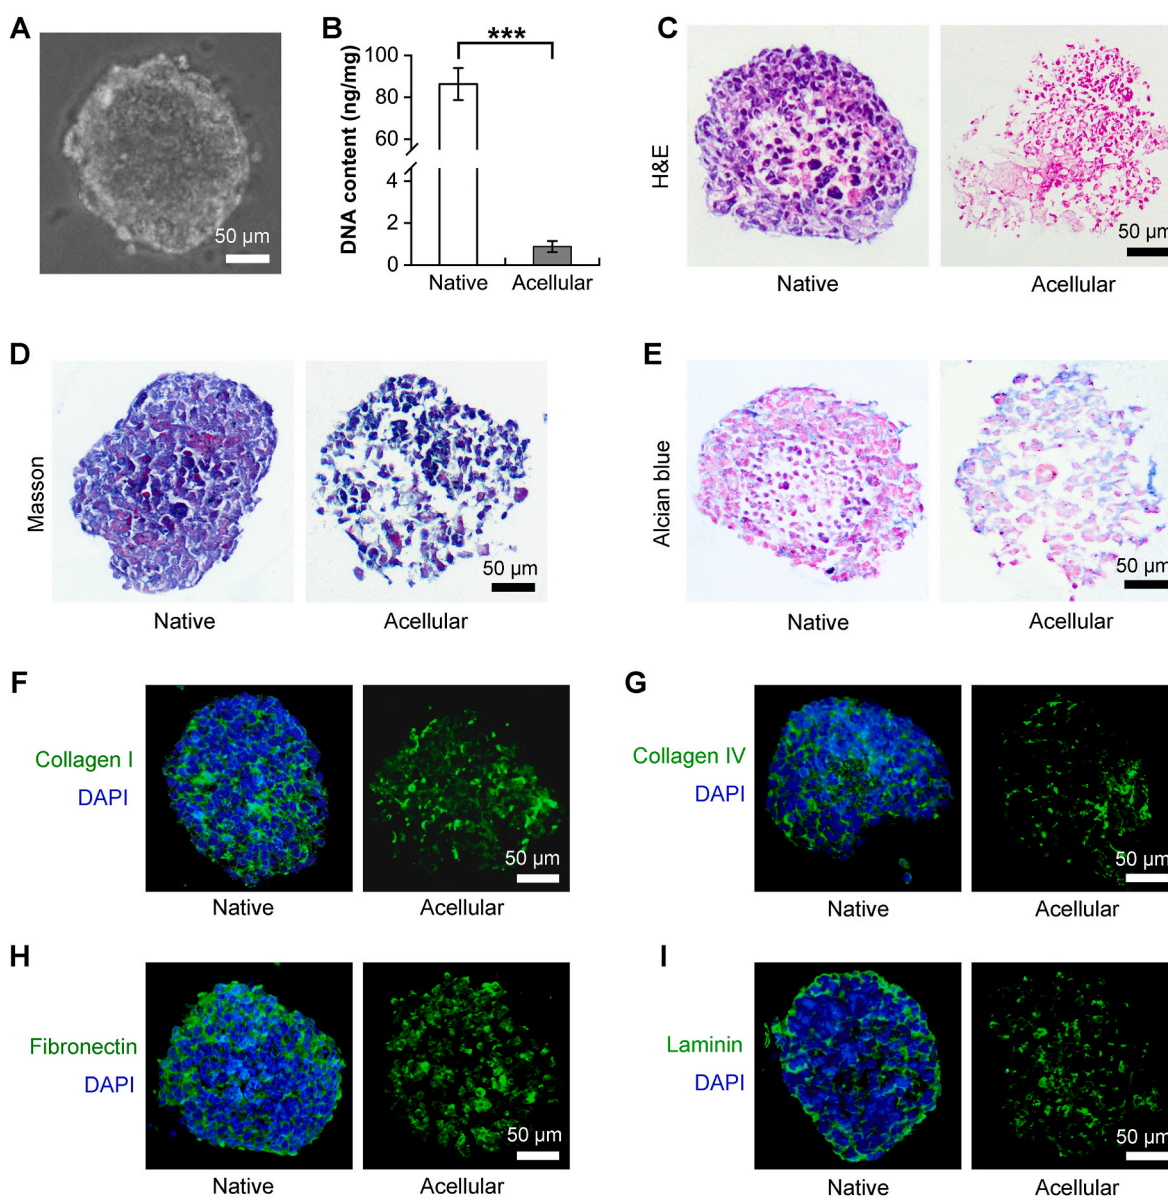 A
50 µm
B
***
DNA content (ng/mg)
100
80
60
4
2
0
Native
Acellular
C
H&E
50 µm
Native
Acellular
D
Masson
50 µm
Native
Acellular
E
Alcian blue
50 µm
Native
Acellular
F
Collagen I
DAPI
50 µm
Native
Acellular
G
Collagen IV
DAPI
50 µm
Native
Acellular
H
Fibronectin
DAPI
50 µm
Native
Acellular
I
Laminin
DAPI
50 µm
Native
Acellular